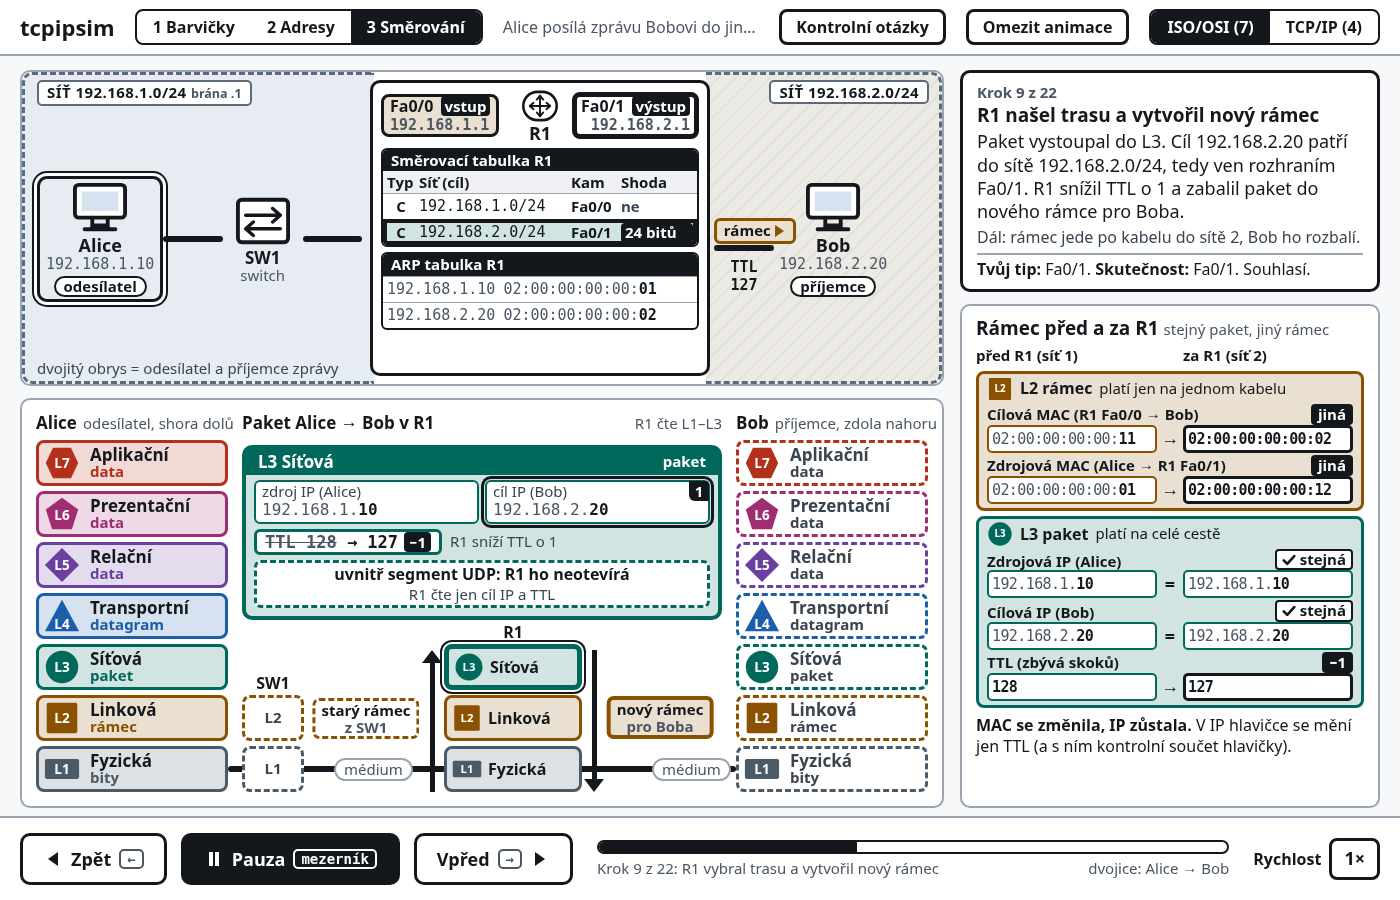 tcpipsim
1 Barvičky
2 Adresy
3 Směrování
Alice posílá zprávu Bobovi do jin...
Kontrolní otázky
Omezit animace
ISO/OSI (7)
TCP/IP (4)
SÍŤ 192.168.1.0/24 brána .1
SÍŤ 192.168.2.0/24
Fa0/0 vstup
192.168.1.1
R1
Fa0/1 výstup
192.168.2.1
Směrovací tabulka R1
Typ Síť (cíl) Kam Shoda
C 192.168.1.0/24 Fa0/0 ne
C 192.168.2.0/24 Fa0/1 24 bitů
ARP tabulka R1
192.168.1.10 02:00:00:00:00:01
192.168.2.20 02:00:00:00:00:02
Alice
192.168.1.10
odesílatel
SW1
switch
rámec
TTL
127
Bob
192.168.2.20
příjemce
dvojitý obrys = odesílatel a příjemce zprávy
Krok 9 z 22
R1 našel trasu a vytvořil nový rámec
Paket vystoupal do L3. Cíl 192.168.2.20 patří
do sítě 192.168.2.0/24, tedy ven rozhraním
Fa0/1. R1 snížil TTL o 1 a zabalil paket do
nového rámce pro Boba.
Dál: rámec jede po kabelu do sítě 2, Bob ho rozbalí.
Tvůj tip: Fa0/1. Skutečnost: Fa0/1. Souhlasí.
Rámec před a za R1 stejný paket, jiný rámec
před R1 (síť 1)
za R1 (síť 2)
L2 L2 rámec platí jen na jednom kabelu
Cílová MAC (R1 Fa0/0 → Bob) jiná
02:00:00:00:00:11 → 02:00:00:00:00:02
Zdrojová MAC (Alice → R1 Fa0/1) jiná
02:00:00:00:00:01 → 02:00:00:00:00:12
L3 L3 paket platí na celé cestě
Zdrojová IP (Alice) stejná
192.168.1.10 = 192.168.1.10
Cílová IP (Bob) stejná
192.168.2.20 = 192.168.2.20
TTL (zbývá skoků) −1
128 → 127
MAC se změnila, IP zůstala. V IP hlavičce se mění
jen TTL (a s ním kontrolní součet hlavičky).
Alice odesílatel, shora dolů
L7 Aplikační
data
L6 Prezentační
data
L5 Relační
data
L4 Transportní
datagram
L3 Síťová
paket
L2 Linková
rámec
L1 Fyzická
bity
Paket Alice → Bob v R1
R1 čte L1–L3
L3 Síťová paket
zdroj IP (Alice)
192.168.1.10
cíl IP (Bob) 1
192.168.2.20
TTL 128 → 127 −1 R1 sníží TTL o 1
uvnitř segment UDP: R1 ho neotevírá
R1 čte jen cíl IP a TTL
SW1
L2
L1
starý rámec
z SW1
médium
R1
L3 Síťová
L2 Linková
L1 Fyzická
nový rámec
pro Boba
médium
Bob příjemce, zdola nahoru
L7 Aplikační
data
L6 Prezentační
data
L5 Relační
data
L4 Transportní
datagram
L3 Síťová
paket
L2 Linková
rámec
L1 Fyzická
bity
Zpět ←
Pauza mezerník
Vpřed →
Krok 9 z 22: R1 vybral trasu a vytvořil nový rámec
dvojice: Alice → Bob
Rychlost 1×